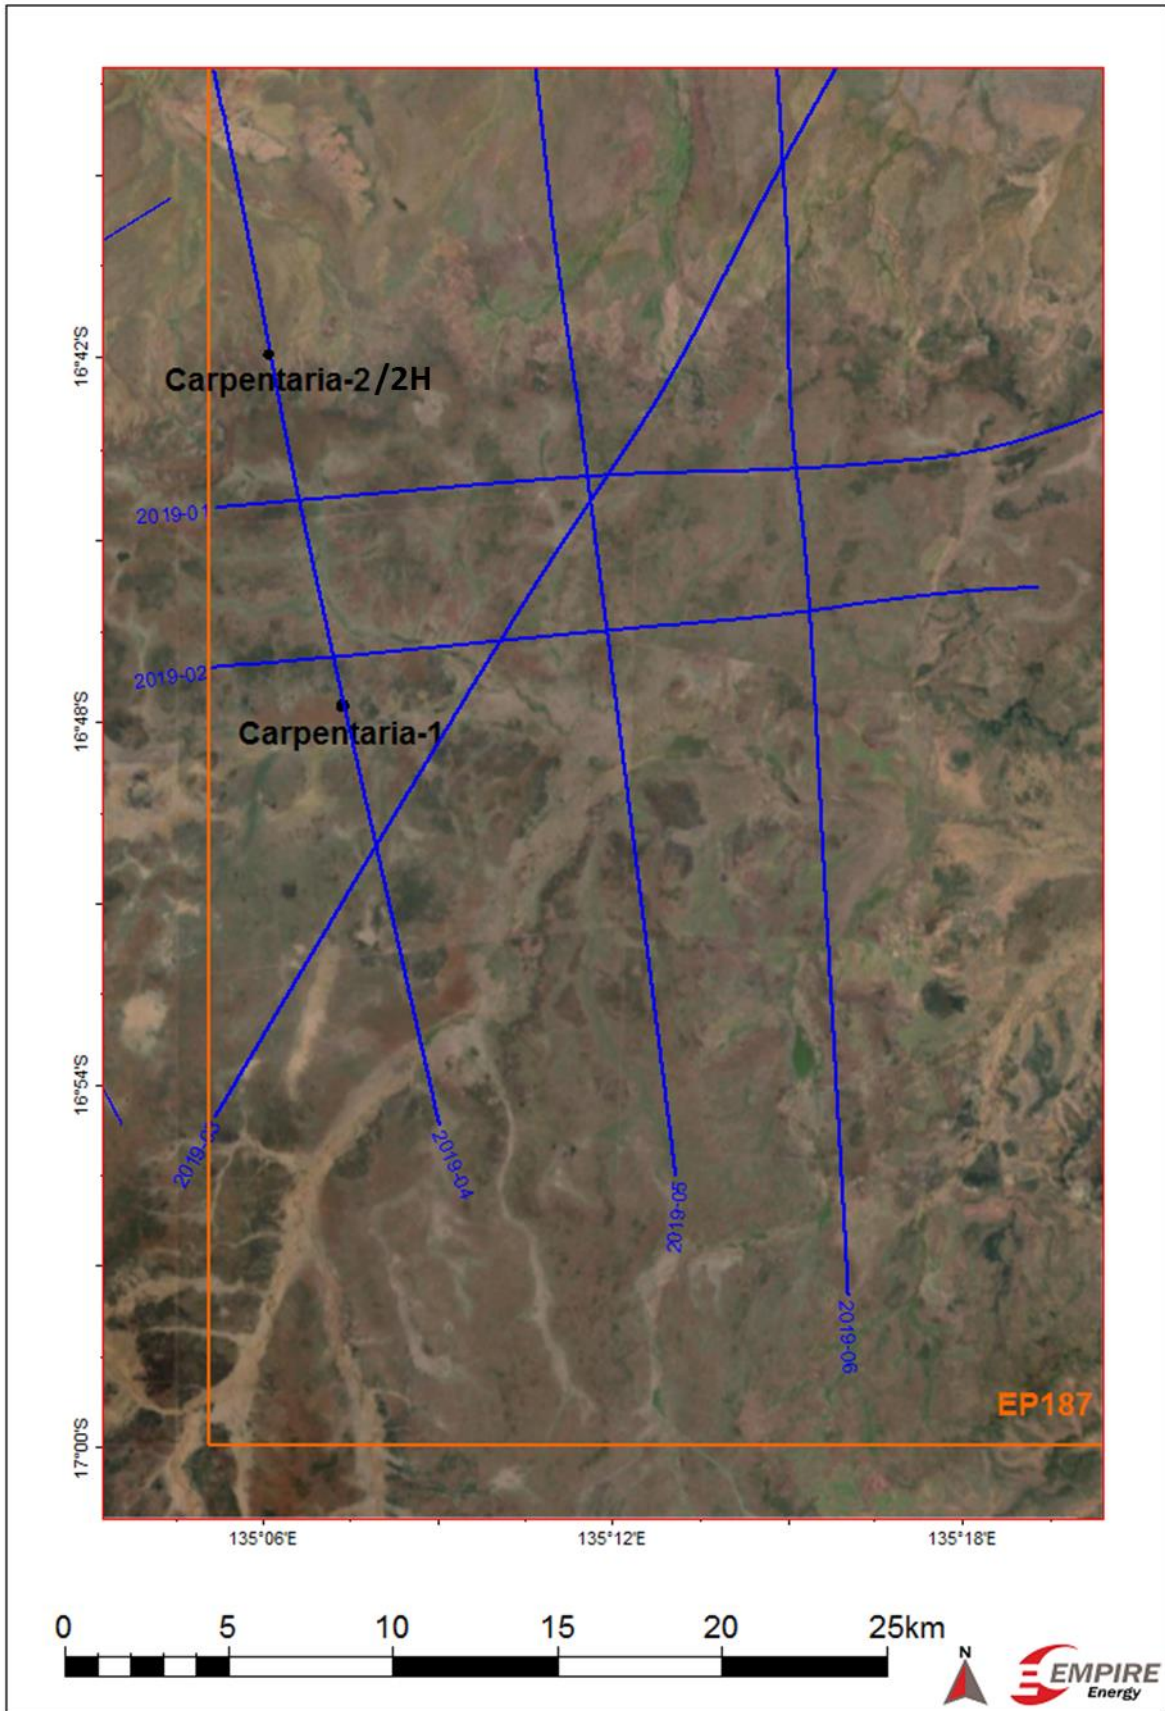 16°42'S
Carpentaria-2/2H
2019-01
2019-02
16°48'S
Carpentaria-1
16°54'S
2019-03
2019-04
2019-05
2019-06
EP187
17°00'S
135°06'E
135°12'E
135°18'E
0 5 10 15 20 25km
N
EMPIRE
Energy